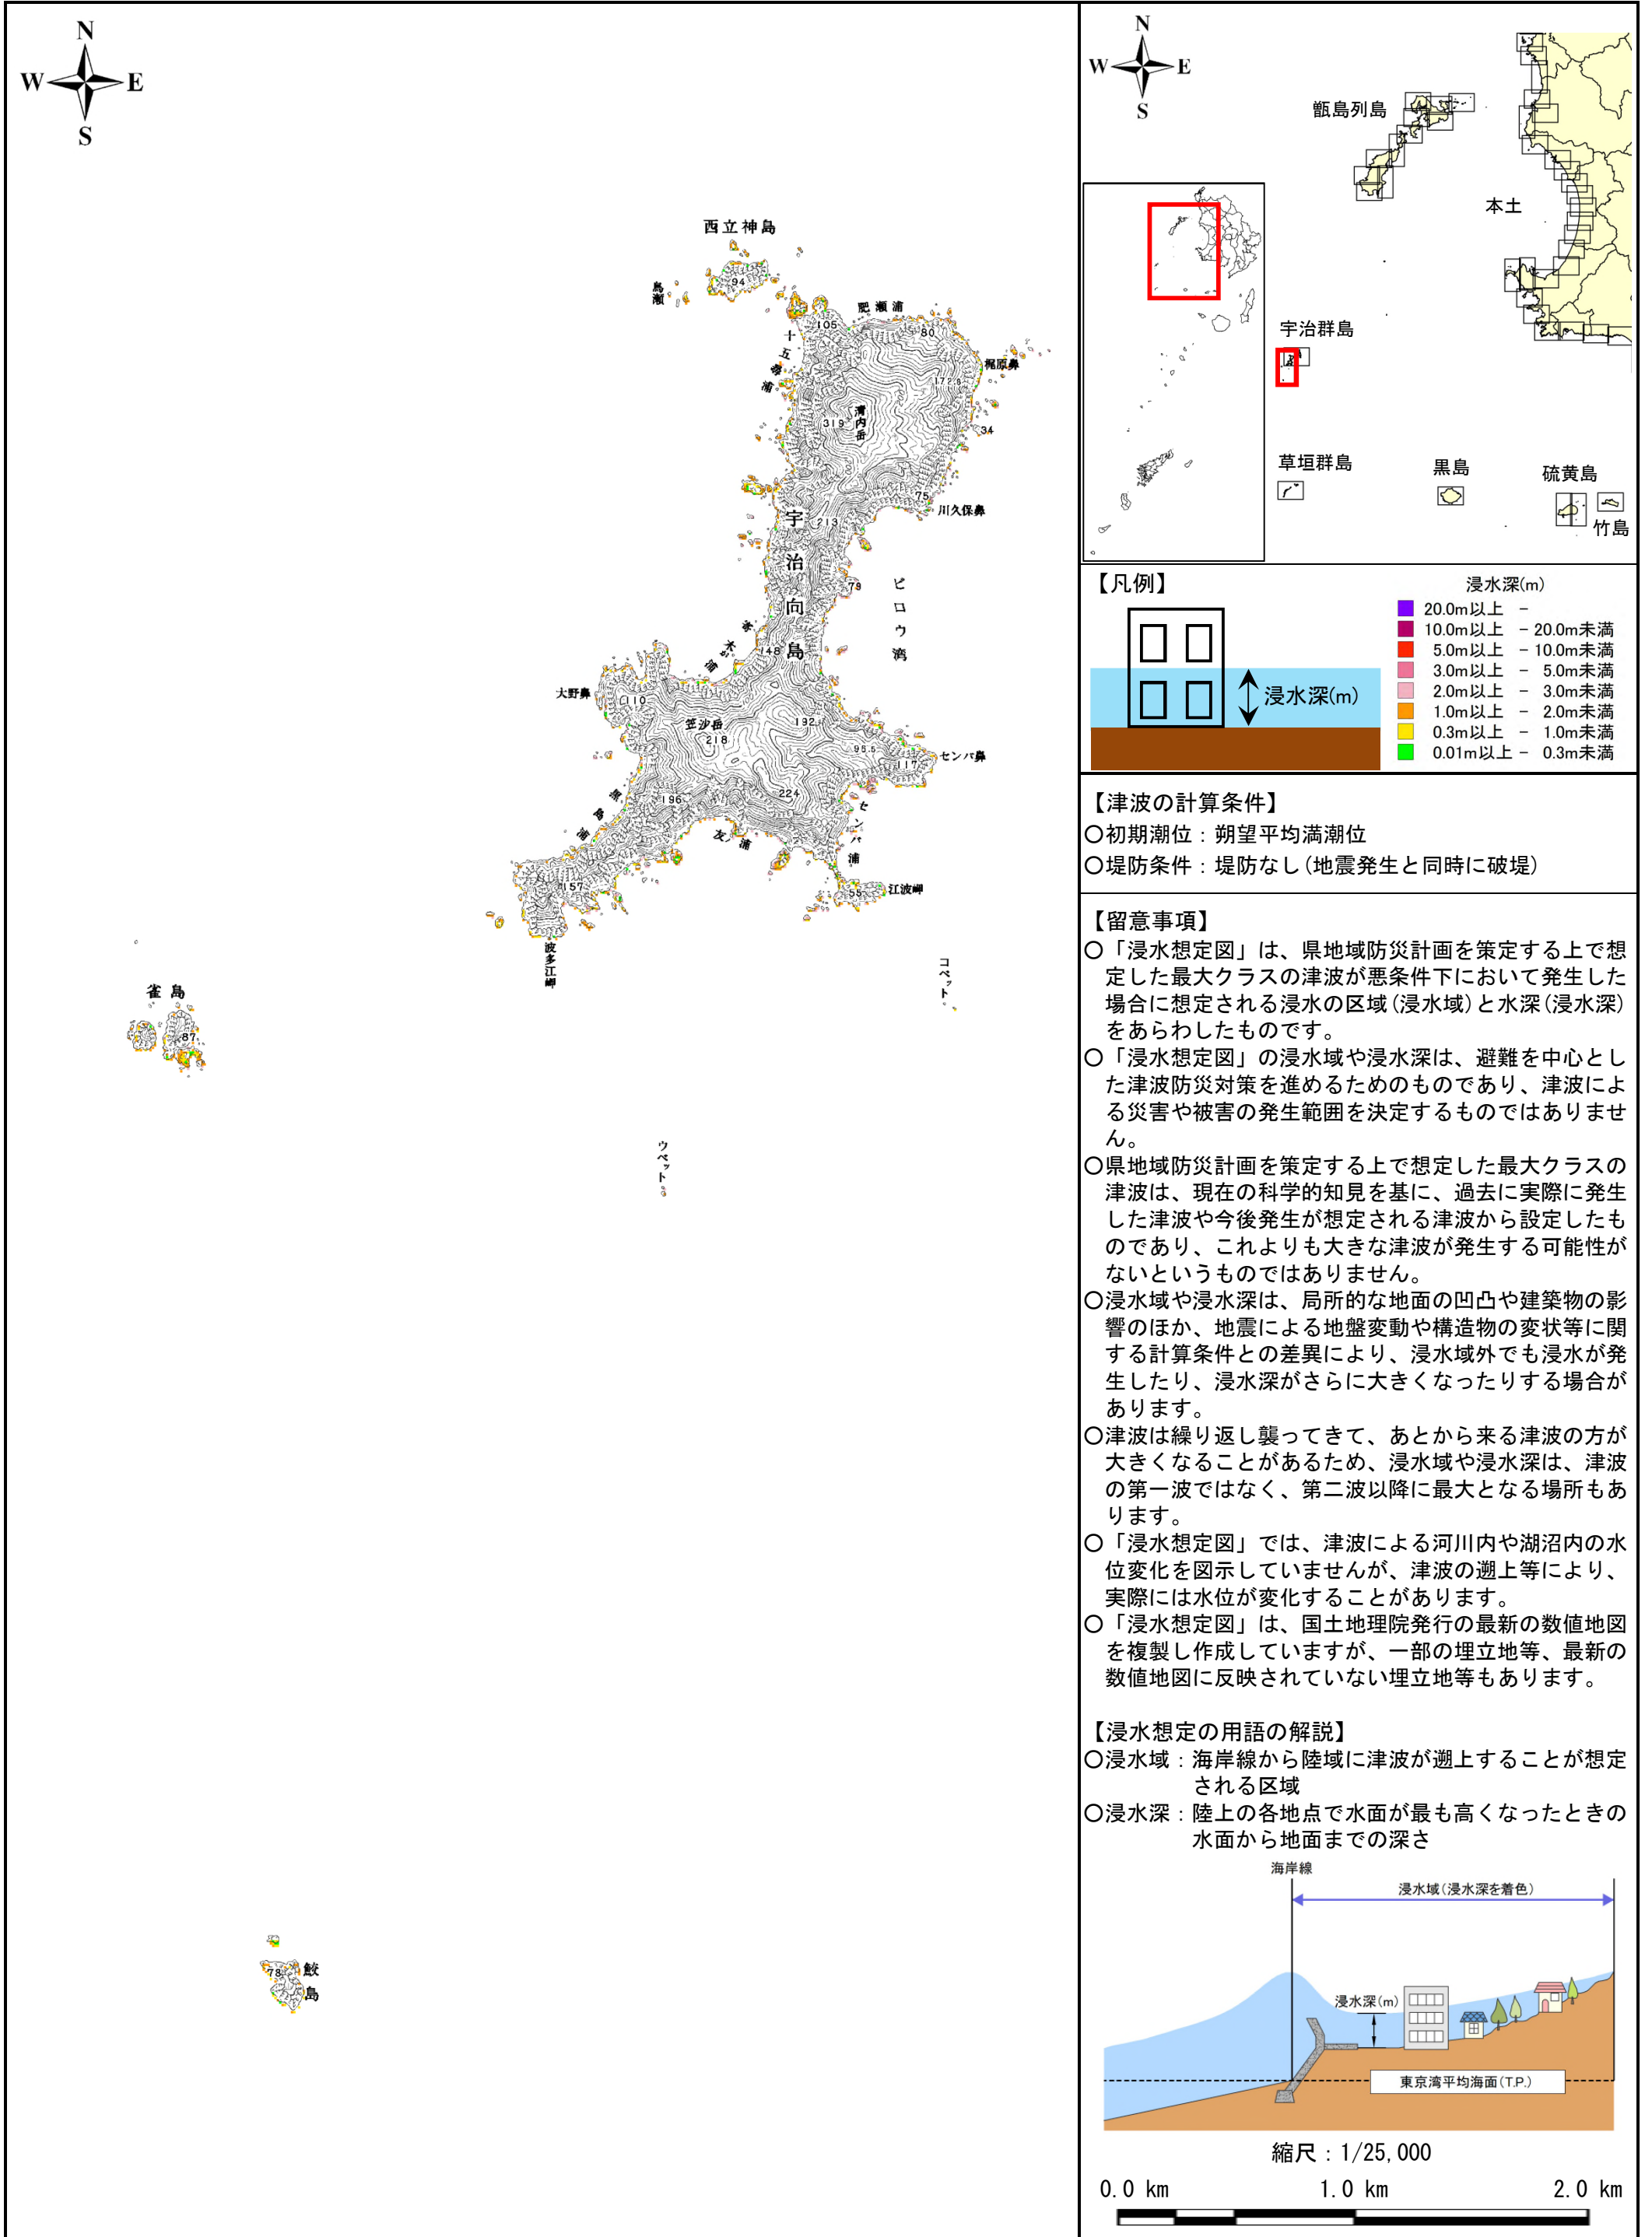 N
W E
S
西立神島
94
鳥瀬
105
肥瀬浦
80
梶原鼻
172.8
319
湾内岳
34
75
川久保鼻
宇治向島
213
79
ビロウ湾
148
大野鼻
110
笠沙岳
218
192
95.5
117
センバ鼻
224
196
黒島浦
友浦
センバ浦
157
55
江波岬
波多江岬
コペット
雀島
87
ウペット
78
鮫島
N
W E
S
甑島列島
本土
宇治群島
草垣群島
黒島
硫黄島
竹島
【凡例】
浸水深(m)
浸水深(m)
20.0m以上 -
10.0m以上 - 20.0m未満
5.0m以上 - 10.0m未満
3.0m以上 - 5.0m未満
2.0m以上 - 3.0m未満
1.0m以上 - 2.0m未満
0.3m以上 - 1.0m未満
0.01m以上 - 0.3m未満
【津波の計算条件】
○初期潮位：朔望平均満潮位
○堤防条件：堤防なし(地震発生と同時に破堤)
【留意事項】
○「浸水想定図」は、県地域防災計画を策定する上で想
定した最大クラスの津波が悪条件下において発生した
場合に想定される浸水の区域(浸水域)と水深(浸水深)
をあらわしたものです。
○「浸水想定図」の浸水域や浸水深は、避難を中心とし
た津波防災対策を進めるためのものであり、津波によ
る災害や被害の発生範囲を決定するものではありませ
ん。
○県地域防災計画を策定する上で想定した最大クラスの
津波は、現在の科学的知見を基に、過去に実際に発生
した津波や今後発生が想定される津波から設定したも
のであり、これよりも大きな津波が発生する可能性が
ないというものではありません。
○浸水域や浸水深は、局所的な地面の凹凸や建築物の影
響のほか、地震による地盤変動や構造物の変状等に関
する計算条件との差異により、浸水域外でも浸水が発
生したり、浸水深がさらに大きくなったりする場合が
あります。
○津波は繰り返し襲ってきて、あとから来る津波の方が
大きくなることがあるため、浸水域や浸水深は、津波
の第一波ではなく、第二波以降に最大となる場所もあ
ります。
○「浸水想定図」では、津波による河川内や湖沼内の水
位変化を図示していませんが、津波の遡上等により、
実際には水位が変化することがあります。
○「浸水想定図」は、国土地理院発行の最新の数値地図
を複製し作成していますが、一部の埋立地等、最新の
数値地図に反映されていない埋立地等もあります。
【浸水想定の用語の解説】
○浸水域：海岸線から陸域に津波が遡上することが想定
される区域
○浸水深：陸上の各地点で水面が最も高くなったときの
水面から地面までの深さ
海岸線
浸水域(浸水深を着色)
浸水深(m)
東京湾平均海面(T.P.)
縮尺：1/25,000
0.0 km 1.0 km 2.0 km